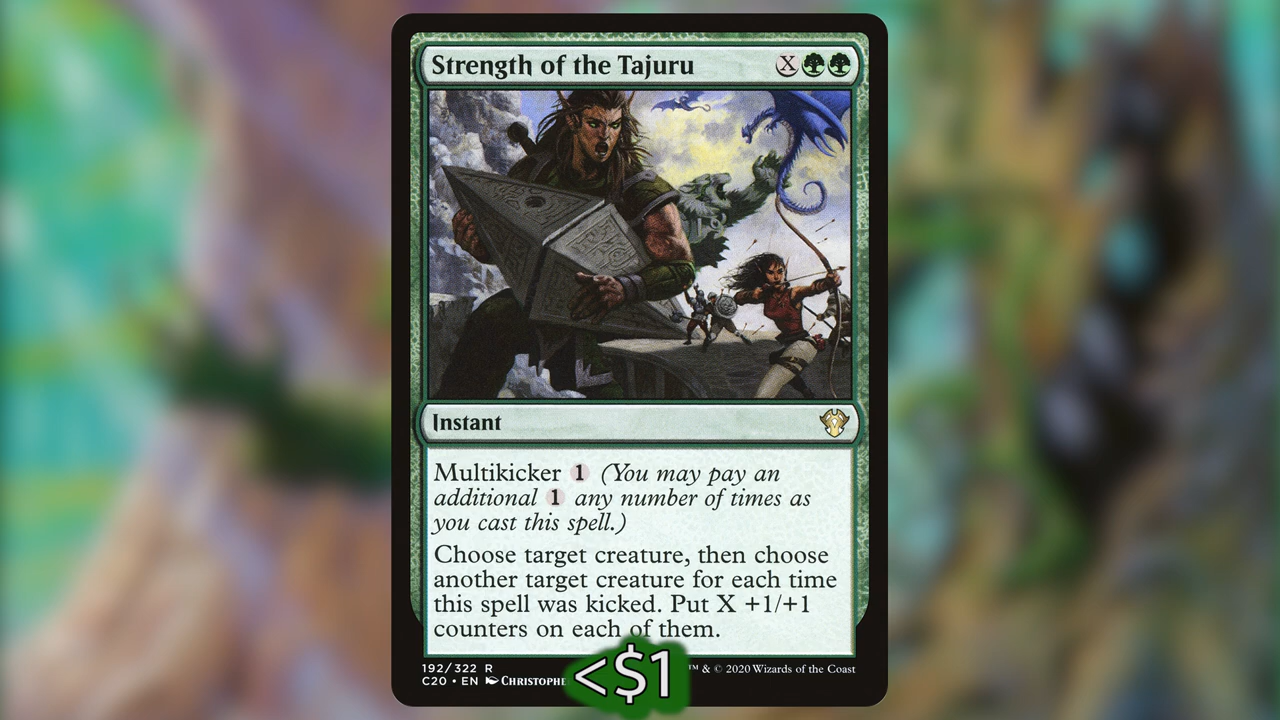 Strength of the Tajuru X
Instant
Multikicker 1 (You may pay an
additional 1 any number of times as
you cast this spell.)
Choose target creature, then choose
another target creature for each time
this spell was kicked. Put X +1/+1
counters on each of them.
192/322 R
C20 • EN Christophe
<$1
™ & © 2020 Wizards of the Coast